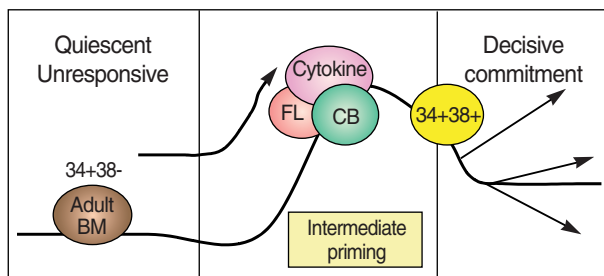 Quiescent
Unresponsive
34+38-
Adult
BM
Cytokine
FL
CB
Intermediate
priming
Decisive
commitment
34+38+